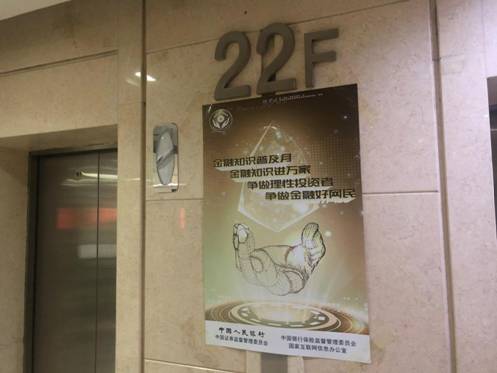 22F
金融知识普及月
金融知识进万家
争做理性投资者
争做金融好网民
中国人民银行
中国银行保险监督管理委员会
中国证券监督管理委员会
国家互联网信息办公室